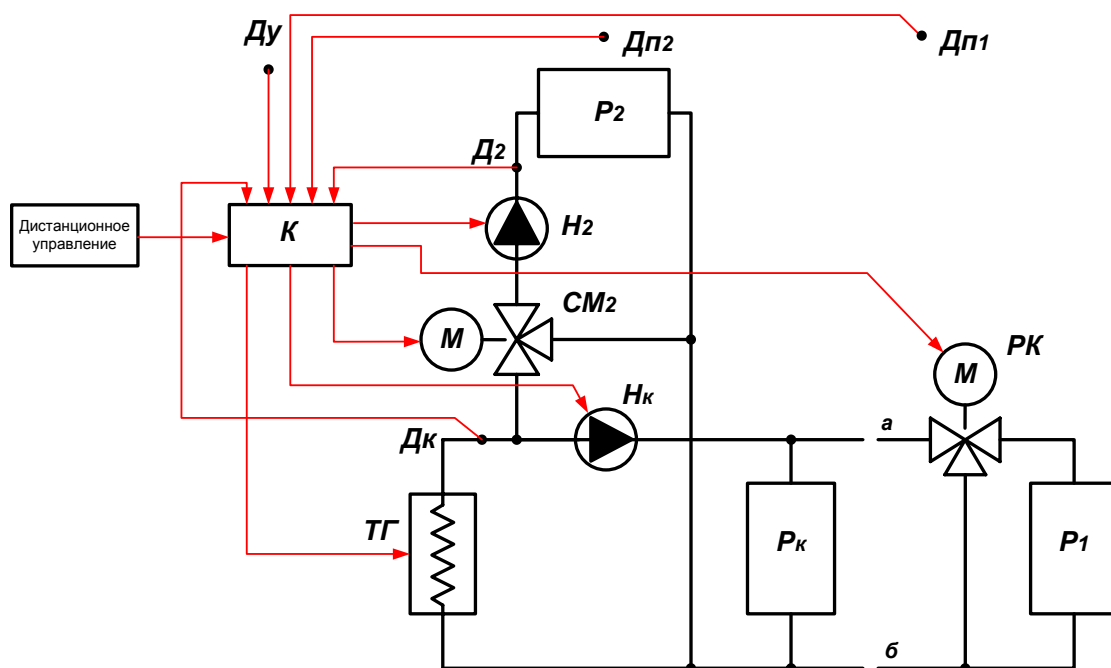 Ду
Дп2
Дп1
Р2
Д2
Дистанционное
управление
К
Н2
СМ2
М
РК
М
Нк
Дк
а
ТГ
Рк
Р1
б